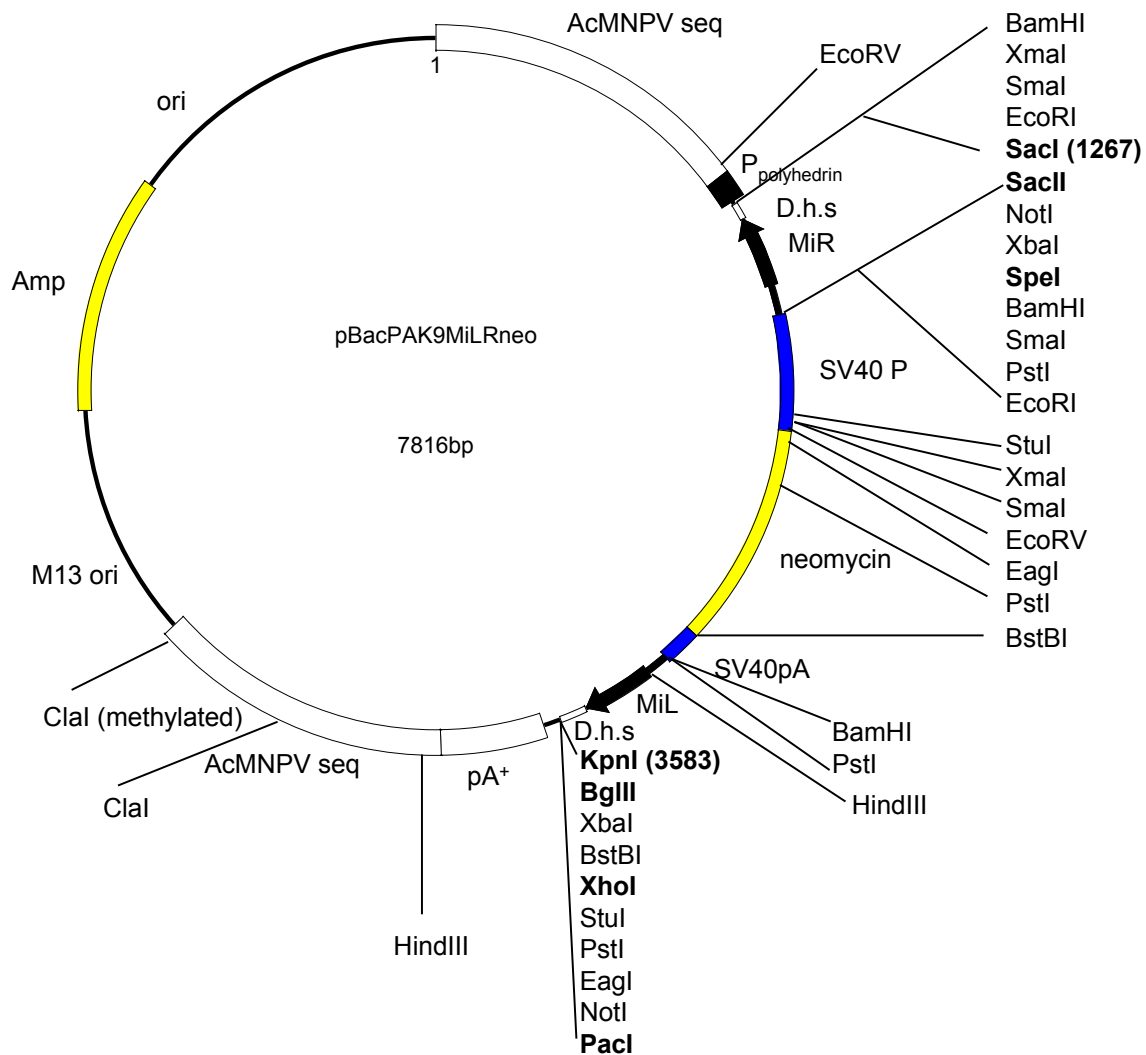 AcMNPV seq
1
EcoRV
BamHI
XmaI
SmaI
EcoRI
SacI (1267)
SacII
NotI
XbaI
SpeI
BamHI
SmaI
PstI
EcoRI
StuI
XmaI
SmaI
EcoRV
EagI
PstI
BstBI
P polyhedrin
D.h.s
MiR
SV40 P
neomycin
SV40pA
BamHI
PstI
HindIII
MiL
D.h.s
KpnI (3583)
BglII
XbaI
BstBI
XhoI
StuI
PstI
EagI
NotI
PacI
pA+
HindIII
AcMNPV seq
ClaI
ClaI (methylated)
M13 ori
Amp
ori
pBacPAK9MiLRneo
7816bp